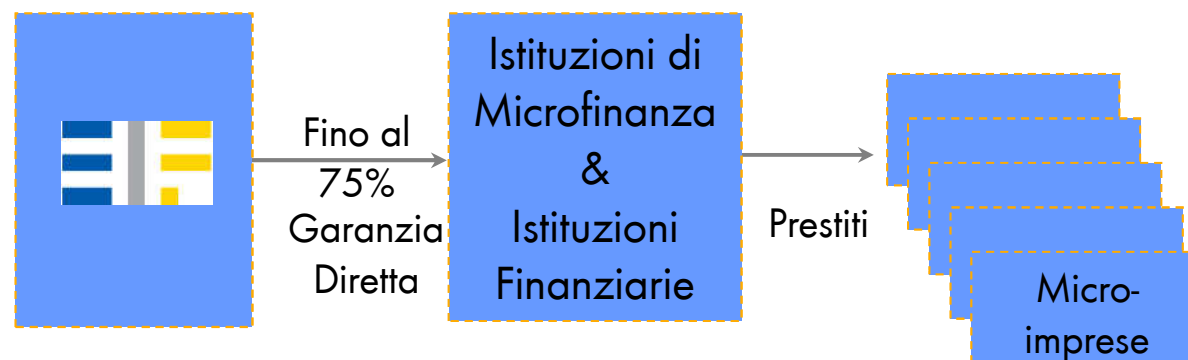 Fino al
75%
Garanzia
Diretta
Istituzioni di
Microfinanza
&
Istituzioni
Finanziarie
Prestiti
Micro-
imprese